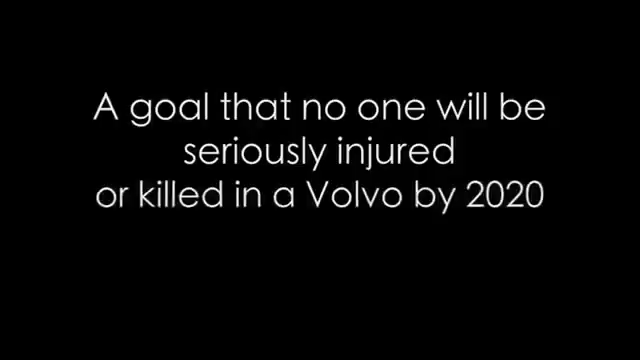 A goal that no one will be
seriously injured
or killed in a Volvo by 2020